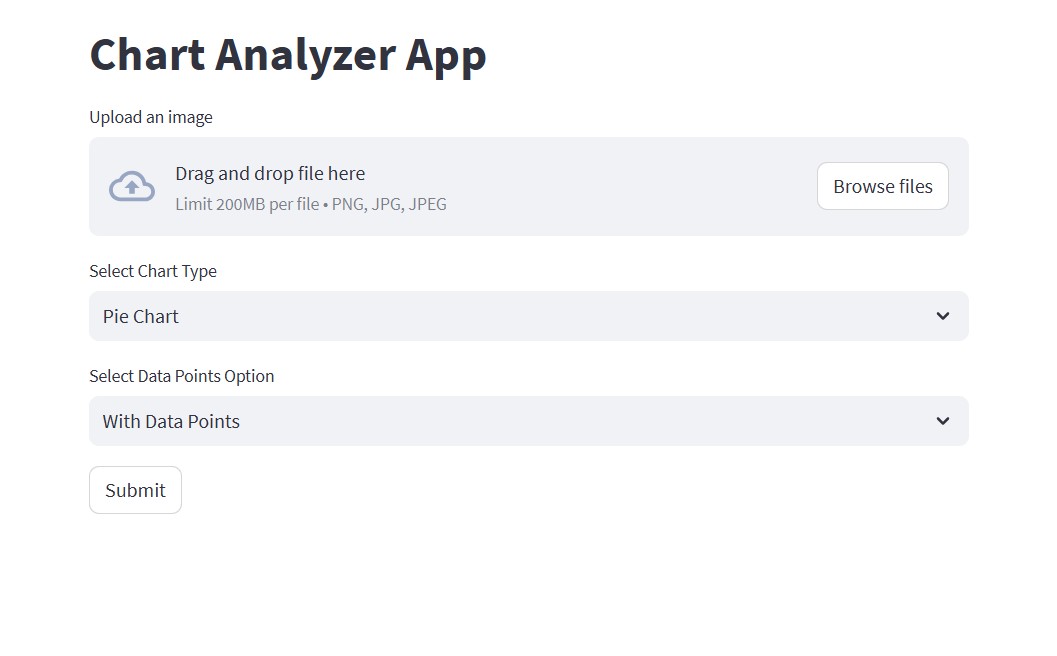 Chart Analyzer App
Upload an image
Drag and drop file here
Limit 200MB per file • PNG, JPG, JPEG
Browse files
Select Chart Type
Pie Chart
Select Data Points Option
With Data Points
Submit